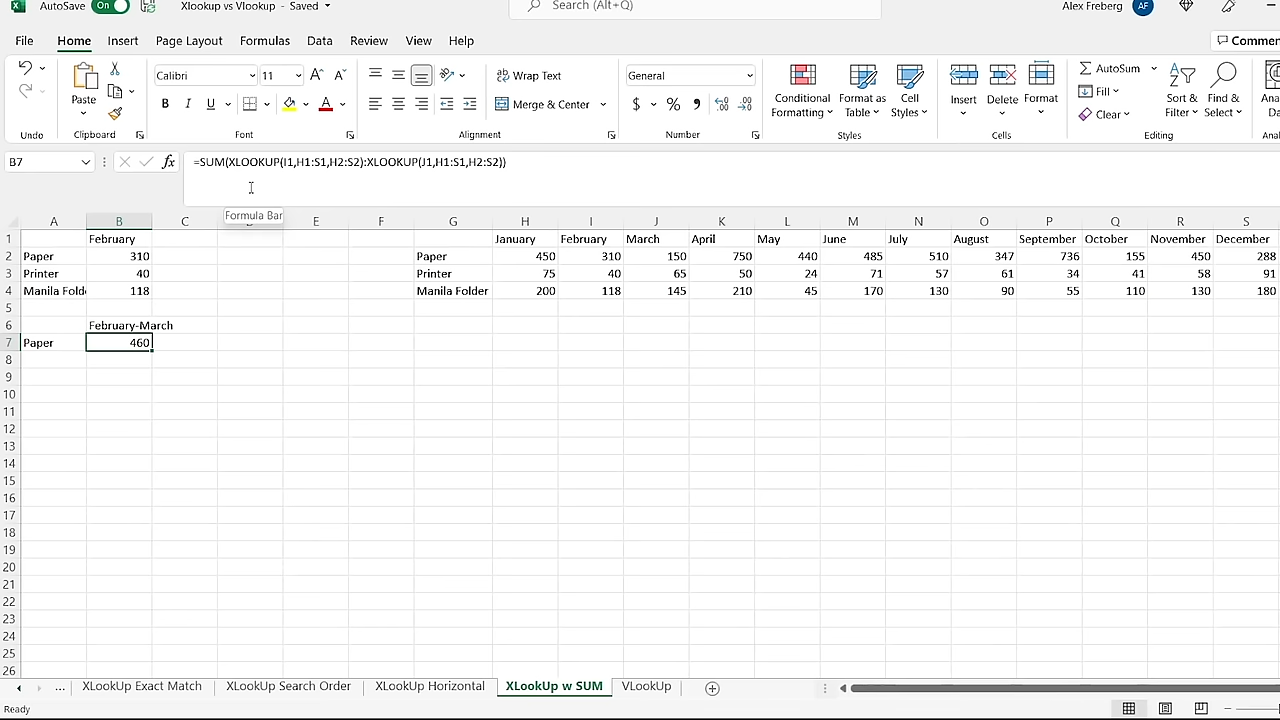 AutoSave On Xlookup vs Vlookup - Saved Search (Alt+Q) Alex Freberg AF
File Home Insert Page Layout Formulas Data Review View Help
Calibri 11 Wrap Text General AutoSum
Paste Merge & Center Conditional Formatting Format as Table Cell Styles Insert Delete Format Fill Sort & Filter Find & Select
Clear
Undo Clipboard Font Alignment Number Styles Cells Editing
B7 fx =SUM(XLOOKUP(I1,H1:S1,H2:S2):XLOOKUP(J1,H1:S1,H2:S2))
Formula Bar
A B C E F G H I J K L M N O P Q R S
1 February January February March April May June July August September October November December
2 Paper 310 Paper 450 310 150 750 440 485 510 347 736 155 450 288
3 Printer 40 Printer 75 40 65 50 24 71 57 61 34 41 58 91
4 Manila Folde 118 Manila Folder 200 118 145 210 45 170 130 90 55 110 130 180
5
6 February-March
7 Paper 460
8
9
10
11
12
13
14
15
16
17
18
19
20
21
22
23
24
25
26
... XLookUp Exact Match XLookUp Search Order XLookUp Horizontal XLookUp w SUM VLookUp
Ready